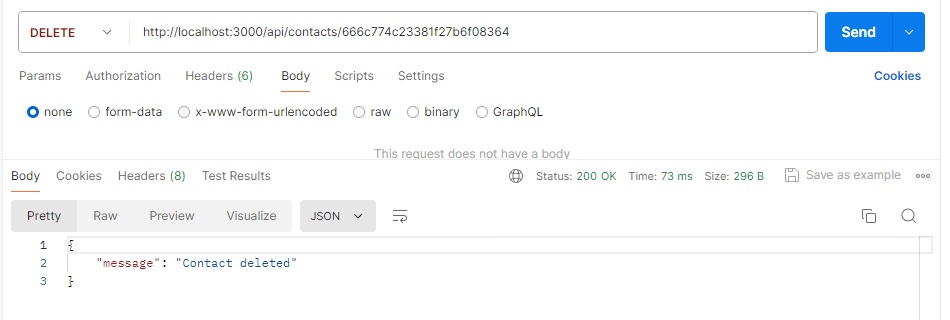 DELETE http://localhost:3000/api/contacts/666c774c23381f27b6f08364 Send
Params Authorization Headers (6) Body Scripts Settings Cookies
none form-data x-www-form-urlencoded raw binary GraphQL
This request does not have a body
Body Cookies Headers (8) Test Results Status: 200 OK Time: 73 ms Size: 296 B Save as example
Pretty Raw Preview Visualize JSON
1 {
2 "message": "Contact deleted"
3 }